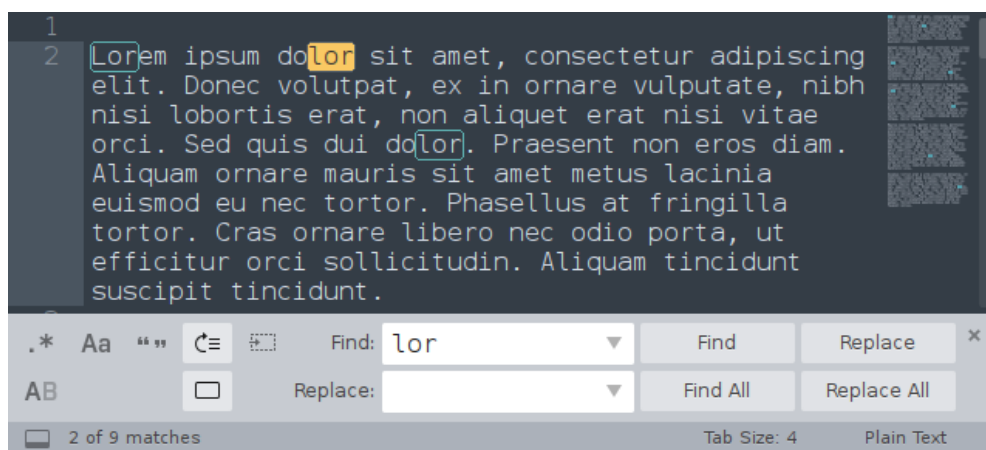 1
2 Lorem ipsum dolor sit amet, consectetur adipiscing
elit. Donec volutpat, ex in ornare vulputate, nibh
nisi lobortis erat, non aliquet erat nisi vitae
orci. Sed quis dui dolor. Praesent non eros diam.
Aliquam ornare mauris sit amet metus lacinia
euismod eu nec tortor. Phasellus at fringilla
tortor. Cras ornare libero nec odio porta, ut
efficitur orci sollicitudin. Aliquam tincidunt
suscipit tincidunt.
.* Aa “” Find: lor Find Replace ×
AB Replace: Find All Replace All
2 of 9 matches Tab Size: 4 Plain Text